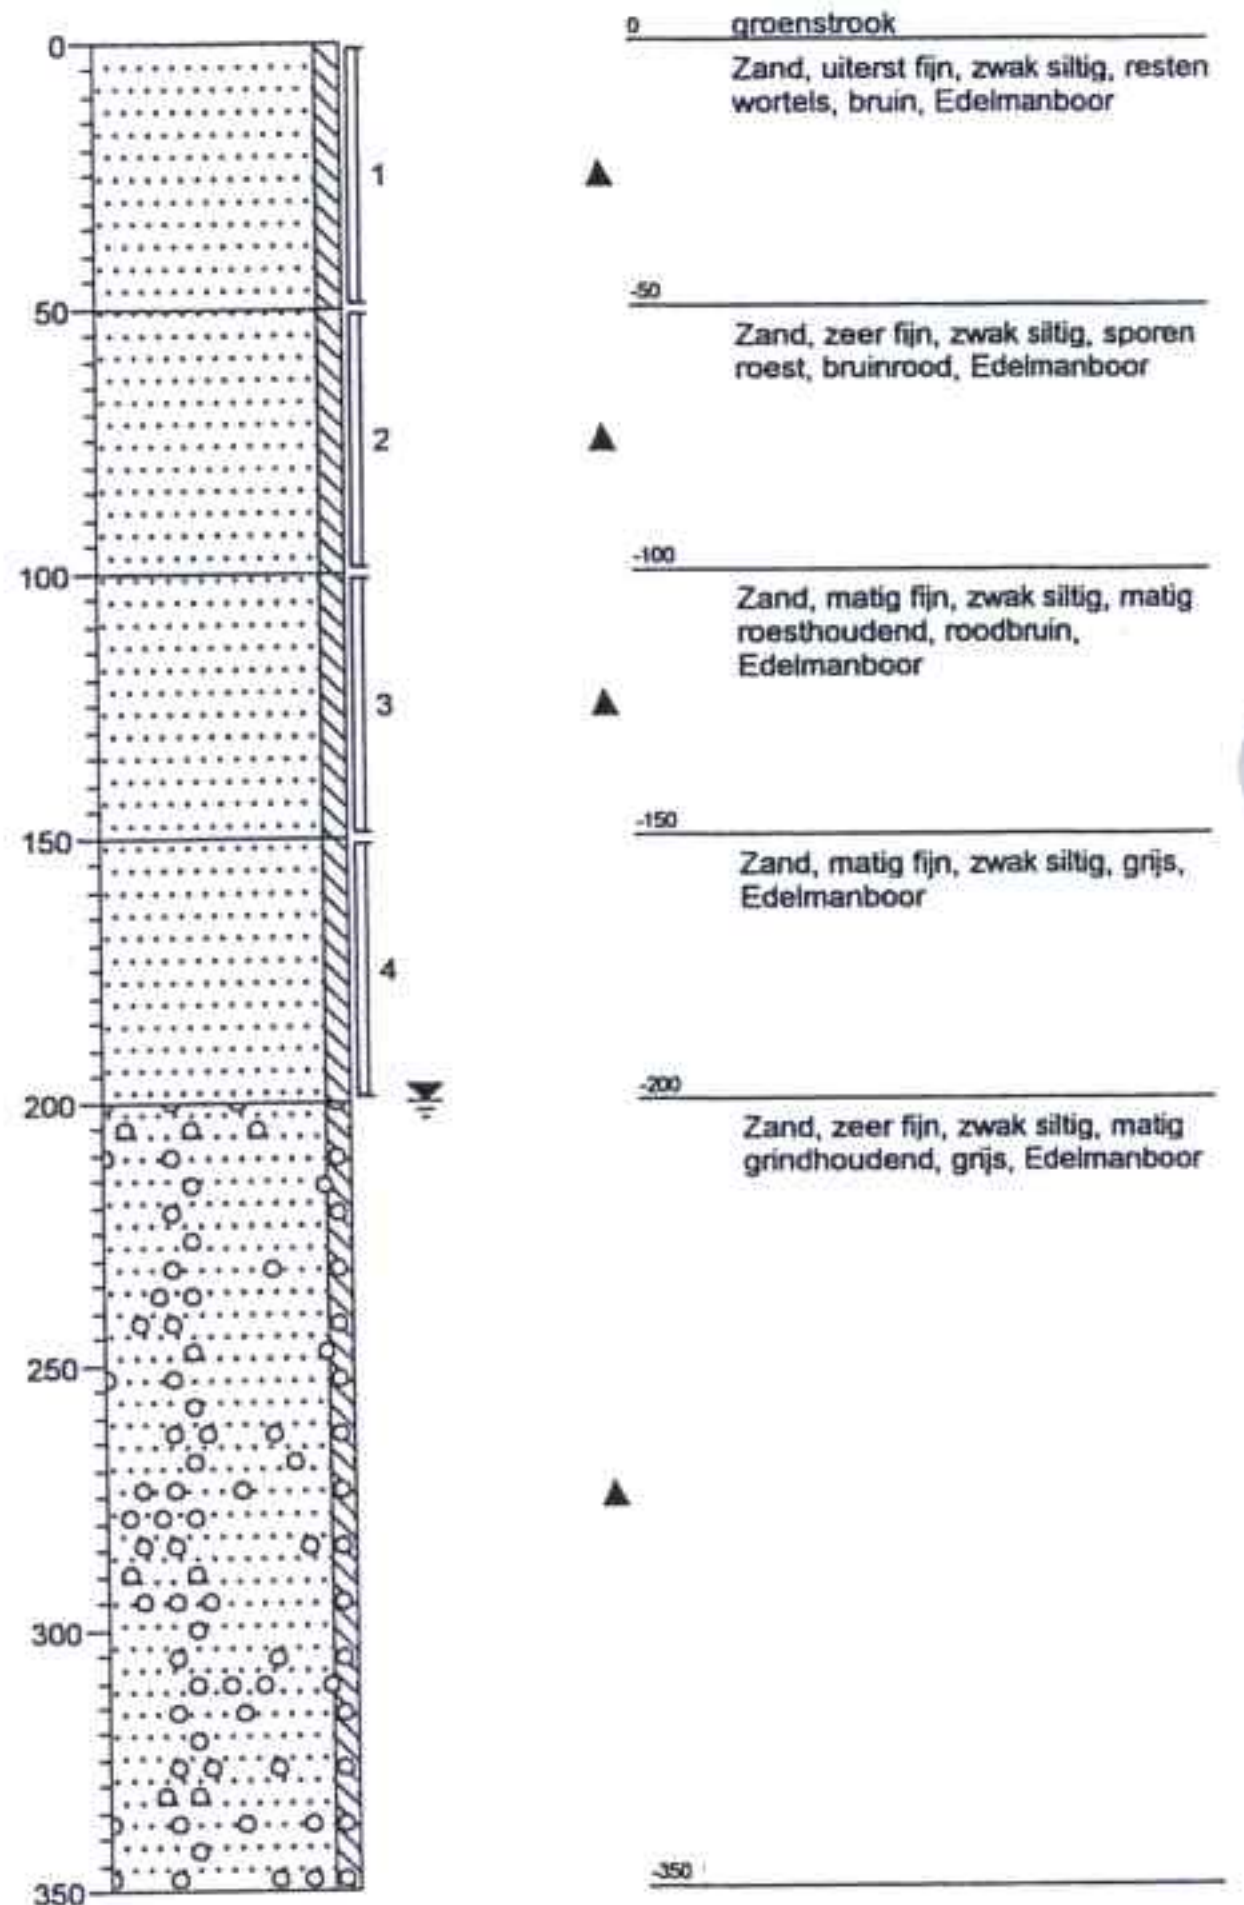 0 groenstrook
0
Zand, uiterst fijn, zwak siltig, resten
wortels, bruin, Edelmanboor
1
-50
50
Zand, zeer fijn, zwak siltig, sporen
roest, bruinrood, Edelmanboor
2
-100
100
Zand, matig fijn, zwak siltig, matig
roesthoudend, roodbruin,
Edelmanboor
3
-150
150
Zand, matig fijn, zwak siltig, grijs,
Edelmanboor
4
-200
200
Zand, zeer fijn, zwak siltig, matig
grindhoudend, grijs, Edelmanboor
250
300
-350
350